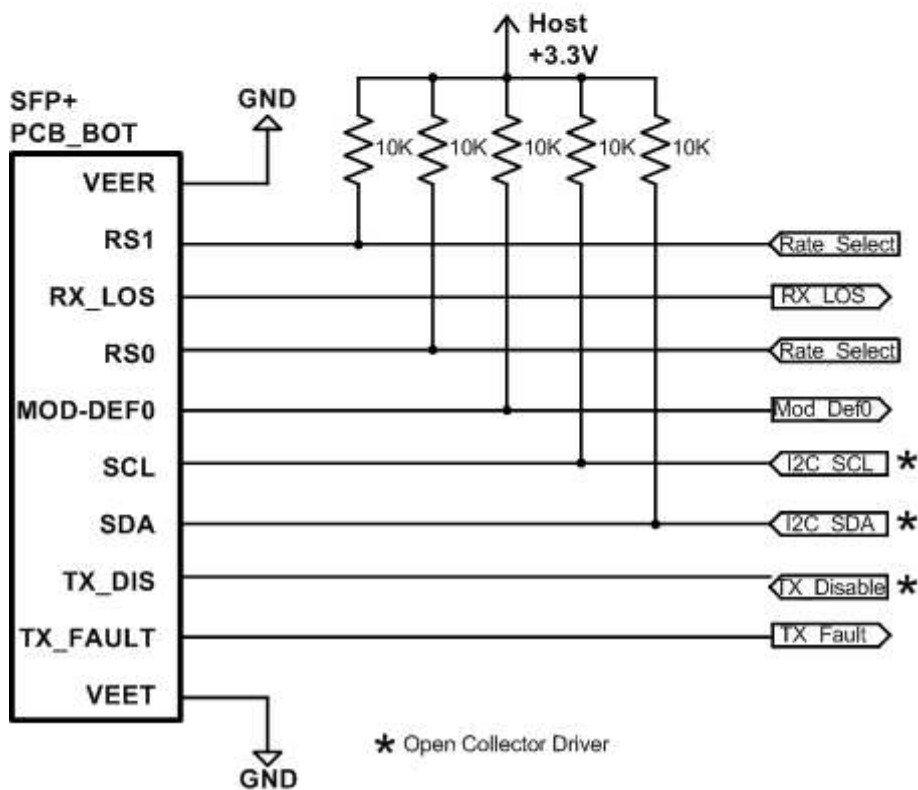 Host
+3.3V
SFP+
PCB_BOT
GND
10K
10K
10K
10K
10K
VEER
RS1
Rate_Select
RX_LOS
RX_LOS
RS0
Rate_Select
MOD-DEF0
Mod_Def0
SCL
I2C_SCL *
SDA
I2C_SDA *
TX_DIS
TX_Disable *
TX_FAULT
TX_Fault
VEET
GND
* Open Collector Driver